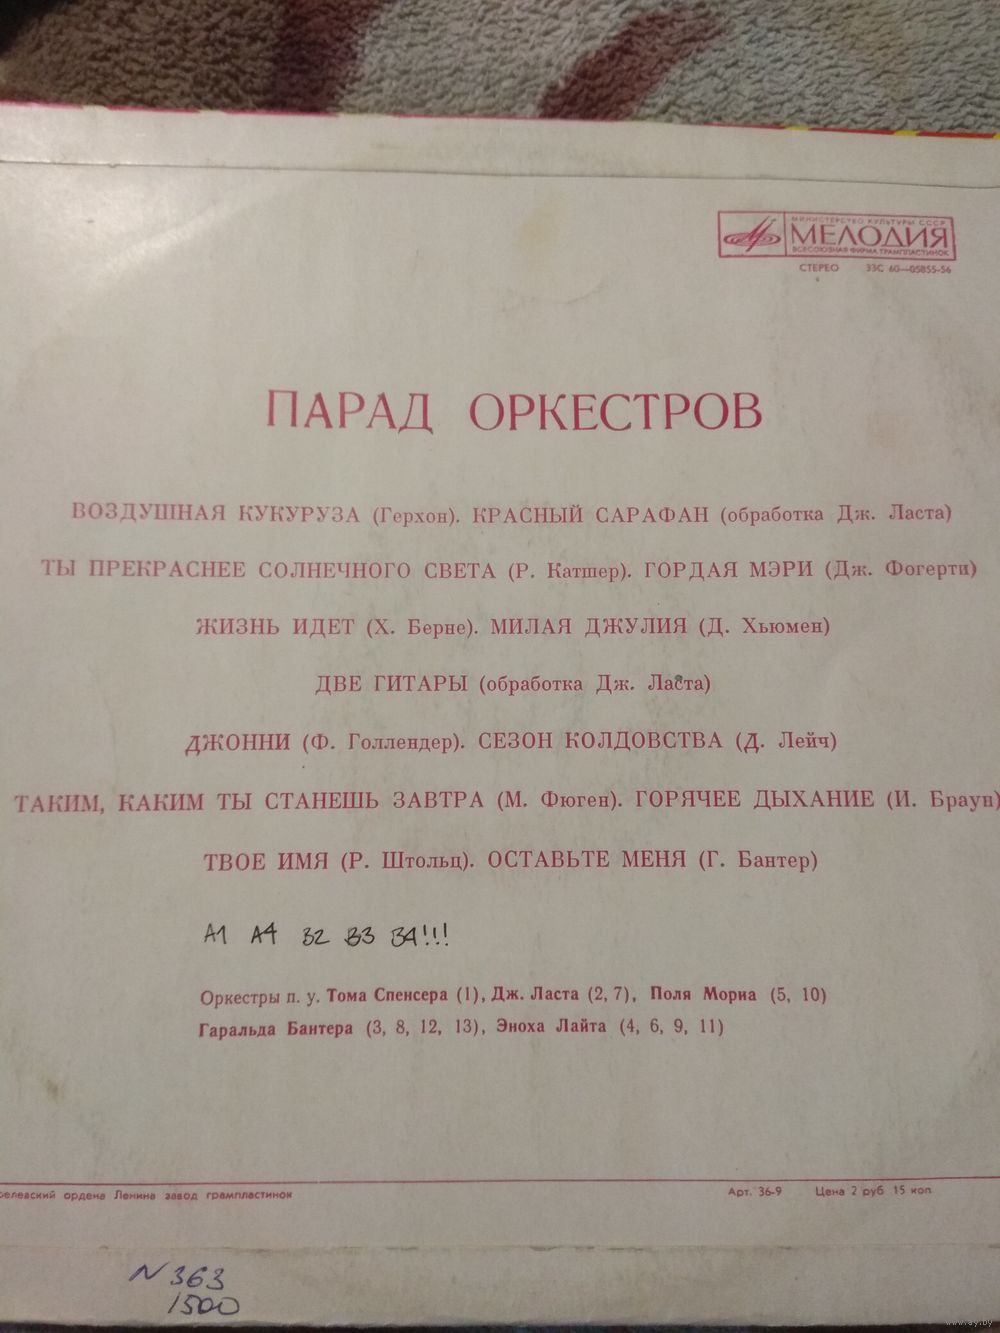 МИНИСТЕРСТВО КУЛЬТУРЫ СССР
МЕЛОДИЯ
ВСЕСОЮЗНАЯ ФИРМА ГРАМПЛАСТИНОК
СТЕРЕО 33С 60—05855-56
ПАРАД ОРКЕСТРОВ
ВОЗДУШНАЯ КУКУРУЗА (Герхон). КРАСНЫЙ САРАФАН (обработка Дж. Ласта)
ТЫ ПРЕКРАСНЕЕ СОЛНЕЧНОГО СВЕТА (Р. Катшер). ГОРДАЯ МЭРИ (Дж. Фогерти)
ЖИЗНЬ ИДЕТ (Х. Берне). МИЛАЯ ДЖУЛИЯ (Д. Хьюмен)
ДВЕ ГИТАРЫ (обработка Дж. Ласта)
ДЖОННИ (Ф. Голлендер). СЕЗОН КОЛДОВСТВА (Д. Лейч)
ТАКИМ, КАКИМ ТЫ СТАНЕШЬ ЗАВТРА (М. Фюген). ГОРЯЧЕЕ ДЫХАНИЕ (И. Браун)
ТВОЕ ИМЯ (Р. Штольц). ОСТАВЬТЕ МЕНЯ (Г. Бантер)
A1 A4 B2 B3 B4!!!
Оркестры п. у. Тома Спенсера (1), Дж. Ласта (2, 7), Поля Мориа (5, 10)
Гаральда Бантера (3, 8, 12, 13), Эноха Лайта (4, 6, 9, 11)
релевский ордена Ленина завод грампластинок Арт. 36-9 Цена 2 руб 15 коп
N 363
1500
www.ay.by